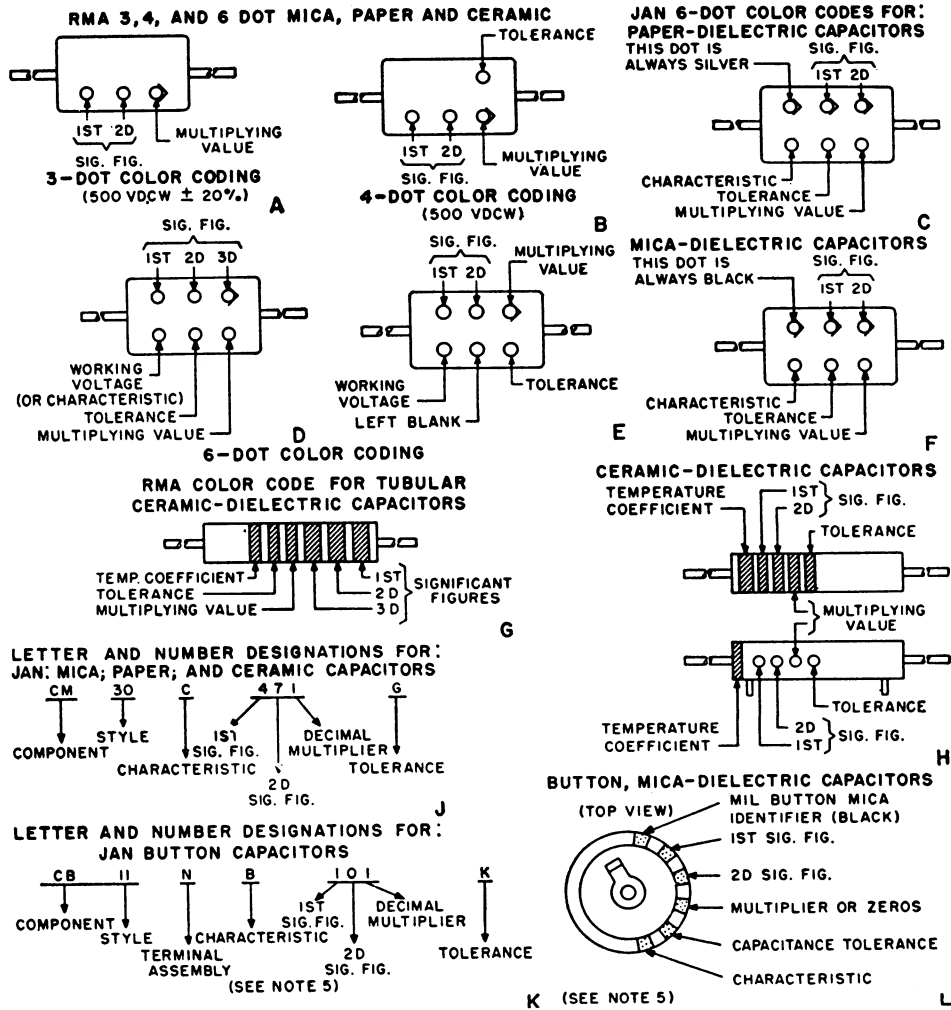 RMA 3,4, AND 6 DOT MICA, PAPER AND CERAMIC
1ST 2D
SIG. FIG.
MULTIPLYING
VALUE
3-DOT COLOR CODING
(500 VDCW ± 20%)
A
TOLERANCE
1ST 2D
SIG. FIG.
MULTIPLYING
VALUE
4-DOT COLOR CODING
(500 VDCW)
B
JAN 6-DOT COLOR CODES FOR:
PAPER-DIELECTRIC CAPACITORS
THIS DOT IS
ALWAYS SILVER
SIG. FIG.
1ST 2D
CHARACTERISTIC
TOLERANCE
MULTIPLYING VALUE
C
SIG. FIG.
1ST 2D 3D
WORKING
VOLTAGE
(OR CHARACTERISTIC)
TOLERANCE
MULTIPLYING VALUE
D
SIG. FIG.
1ST 2D
MULTIPLYING
VALUE
WORKING
VOLTAGE
LEFT BLANK
TOLERANCE
E
6-DOT COLOR CODING
MICA-DIELECTRIC CAPACITORS
THIS DOT IS
ALWAYS BLACK
SIG. FIG.
1ST 2D
CHARACTERISTIC
TOLERANCE
MULTIPLYING VALUE
F
RMA COLOR CODE FOR TUBULAR
CERAMIC-DIELECTRIC CAPACITORS
TEMP. COEFFICIENT
TOLERANCE
MULTIPLYING VALUE
1ST
2D
3D
SIGNIFICANT
FIGURES
G
CERAMIC-DIELECTRIC CAPACITORS
TEMPERATURE
COEFFICIENT
1ST
2D
SIG. FIG.
TOLERANCE
MULTIPLYING
VALUE
TOLERANCE
TEMPERATURE
COEFFICIENT
2D
1ST
SIG. FIG.
H
LETTER AND NUMBER DESIGNATIONS FOR:
JAN: MICA; PAPER; AND CERAMIC CAPACITORS
CM 30 C 471 G
COMPONENT
STYLE
CHARACTERISTIC
1ST
SIG. FIG.
2D
SIG. FIG.
DECIMAL
MULTIPLIER
TOLERANCE
J
LETTER AND NUMBER DESIGNATIONS FOR:
JAN BUTTON CAPACITORS
CB 11 N B 101 K
COMPONENT
STYLE
TERMINAL
ASSEMBLY
CHARACTERISTIC
1ST
SIG. FIG.
2D
SIG. FIG.
DECIMAL
MULTIPLIER
TOLERANCE
(SEE NOTE 5)
K
BUTTON, MICA-DIELECTRIC CAPACITORS
(TOP VIEW)
MIL BUTTON MICA
IDENTIFIER (BLACK)
1ST SIG. FIG.
2D SIG. FIG.
MULTIPLIER OR ZEROS
CAPACITANCE TOLERANCE
CHARACTERISTIC
(SEE NOTE 5)
L